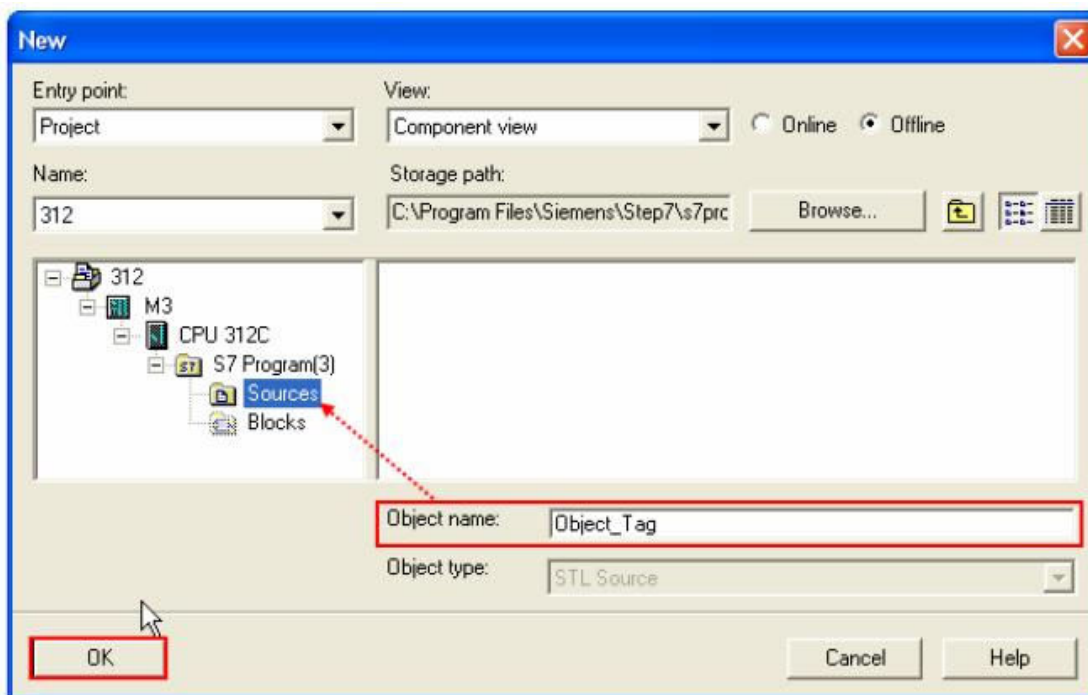 New
Entry point:
View:
Project
Component view
Online
Offline
Name:
Storage path:
312
C:\Program Files\Siemens\Step7\s7prc
Browse...
312
M3
CPU 312C
S7 Program(3)
Sources
Blocks
Object name:
Object_Tag
Object type:
STL Source
OK
Cancel
Help